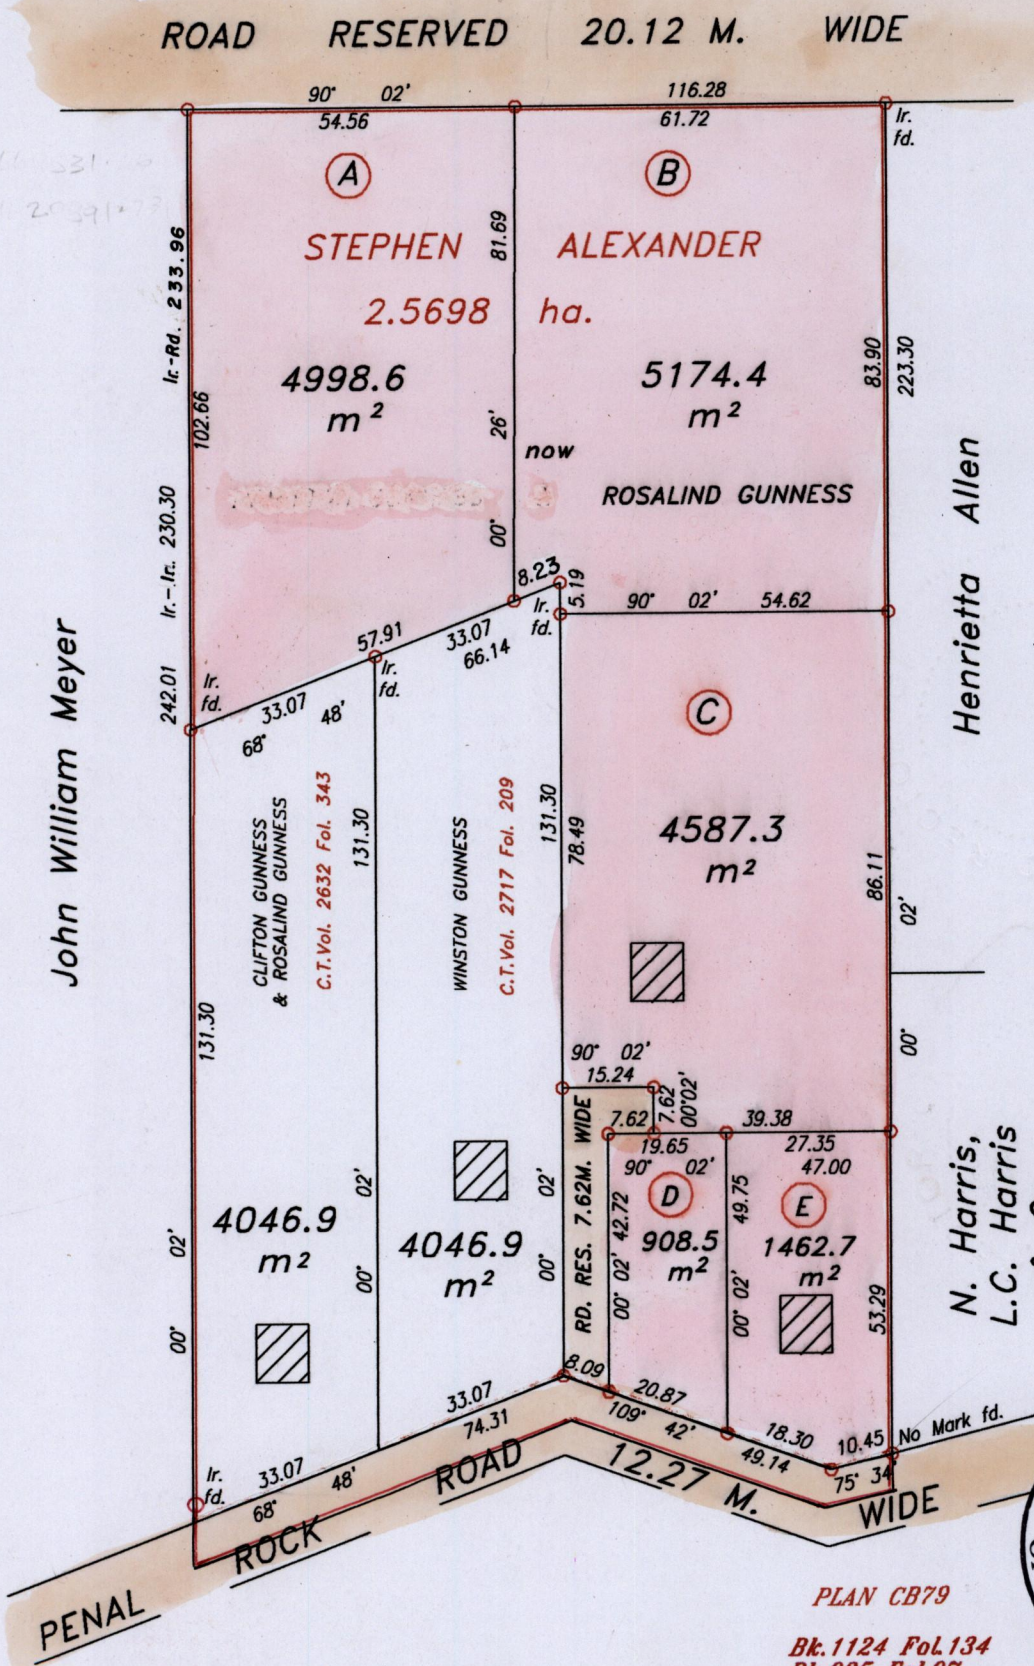 ROAD RESERVED 20.12 M. WIDE
90° 02' 116.28
54.56 61.72
Ir.
fd.
A B
STEPHEN ALEXANDER
2.5698 ha.
81.69
26'
00'
4998.6
m²
5174.4
m²
now
ROSALIND GUNNESS
Ir.-Rd. 233.96
102.66
Ir.-Ir. 230.30
242.01
83.90
223.30
Henrietta Allen
John William Meyer
8.23
5.19
Ir.
fd.
90° 02' 54.62
57.91
33.07
66.14
Ir.
fd.
Ir.
fd.
33.07
68° 48'
C
4587.3
m²
CLIFTON GUNNESS
& ROSALIND GUNNESS
C.T.Vol. 2632 Fol. 343
131.30
WINSTON GUNNESS
C.T.Vol. 2717 Fol. 209
131.30
78.49
86.11
02'
00°
131.30
02'
00°
4046.9
m²
02'
00°
4046.9
m²
02'
00°
90° 02'
15.24
7.62
00°02'
7.62
39.38
19.65
27.35
90° 02'
47.00
RD. RES. 7.62M. WIDE
00° 02' 42.72
D
908.5
m²
49.75
00° 02'
E
1462.7
m²
53.29
N. Harris,
L.C. Harris
8.09
20.87
109° 42'
18.30
49.14
10.45
75° 34'
No Mark fd.
33.07
74.31
33.07
68° 48'
Ir.
fd.
PENAL ROCK ROAD 12.27 M. WIDE
PLAN CB79
Bk.1124 Fol.134